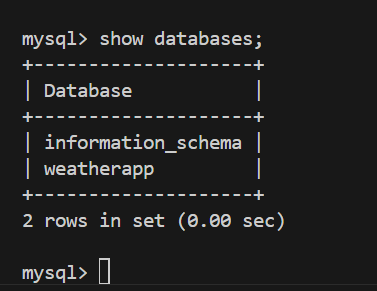 mysql> show databases;
+--------------------+
| Database           |
+--------------------+
| information_schema |
| weatherapp         |
+--------------------+
2 rows in set (0.00 sec)
mysql>